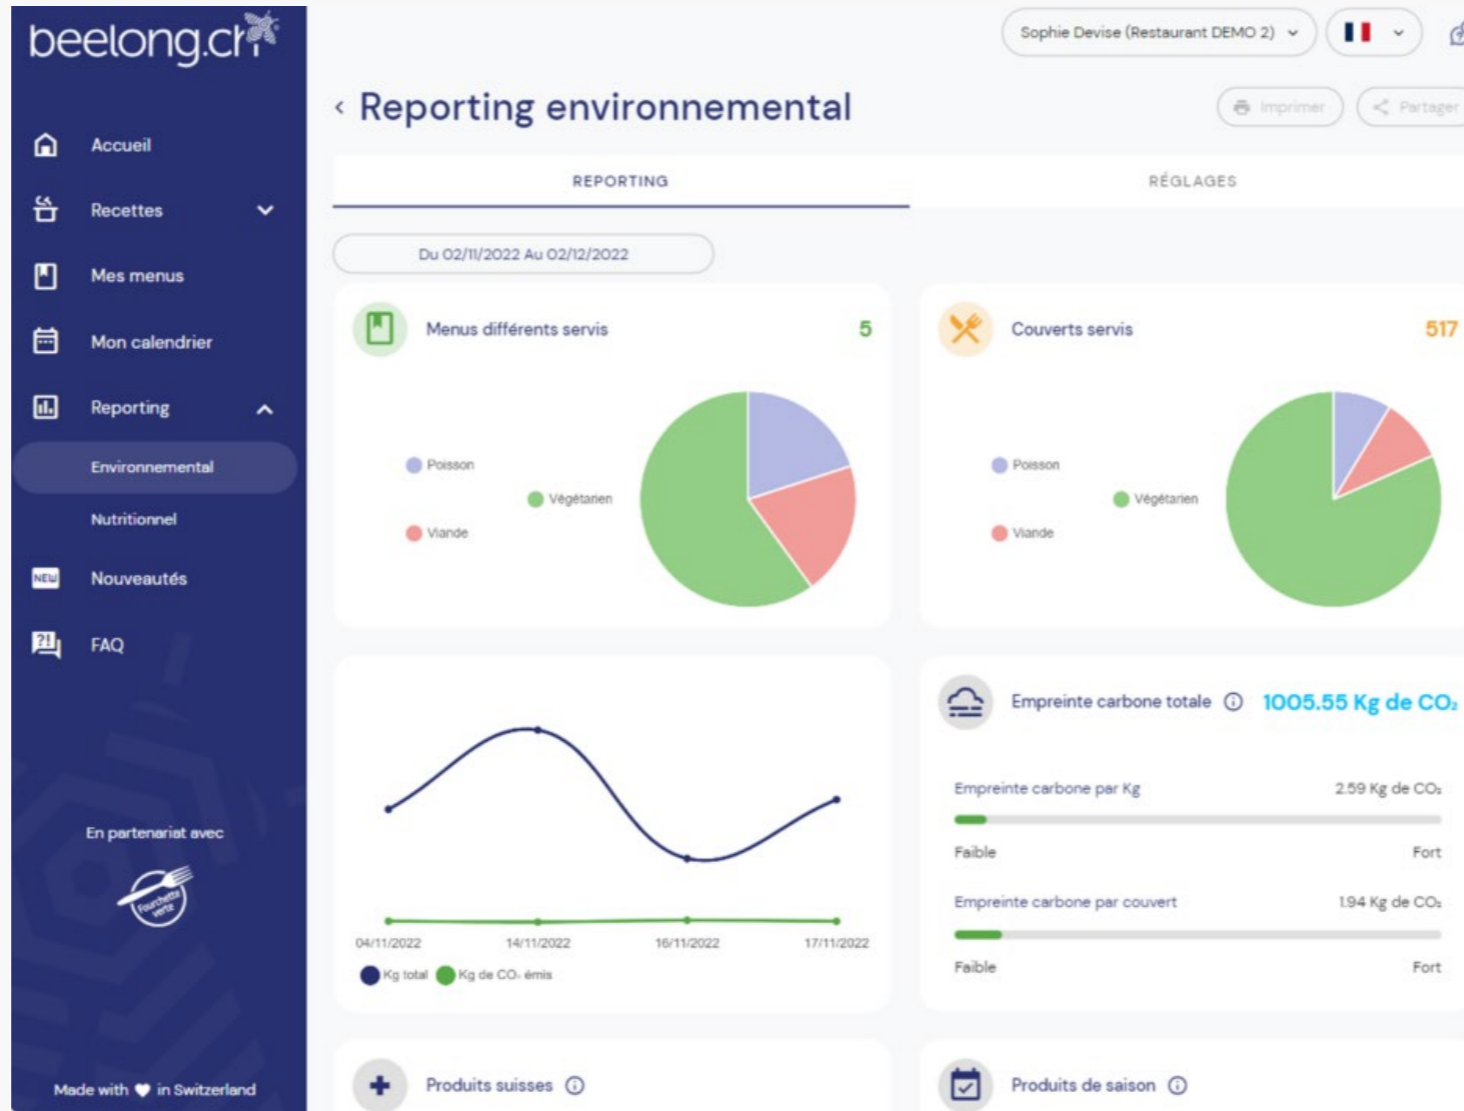 beelong.ch
Sophie Devise (Restaurant DEMO 2)
Reporting environnemental
Imprimer
Partager
Accueil
Recettes
Mes menus
Mon calendrier
Reporting
Environnemental
Nutritionnel
NEW
Nouveautés
?!
FAQ
En partenariat avec
Fourchette
verte
Made with in Switzerland
REPORTING
RÉGLAGES
Du 02/11/2022 Au 02/12/2022
Menus différents servis
5
Poisson
Végétarien
Viande
Couverts servis
517
Poisson
Végétarien
Viande
04/11/2022
14/11/2022
16/11/2022
17/11/2022
Kg total
Kg de CO₂ émis
Empreinte carbone totale
1005.55 Kg de CO₂
Empreinte carbone par Kg
2.59 Kg de CO₂
Faible
Fort
Empreinte carbone par couvert
1.94 Kg de CO₂
Faible
Fort
Produits suisses
Produits de saison